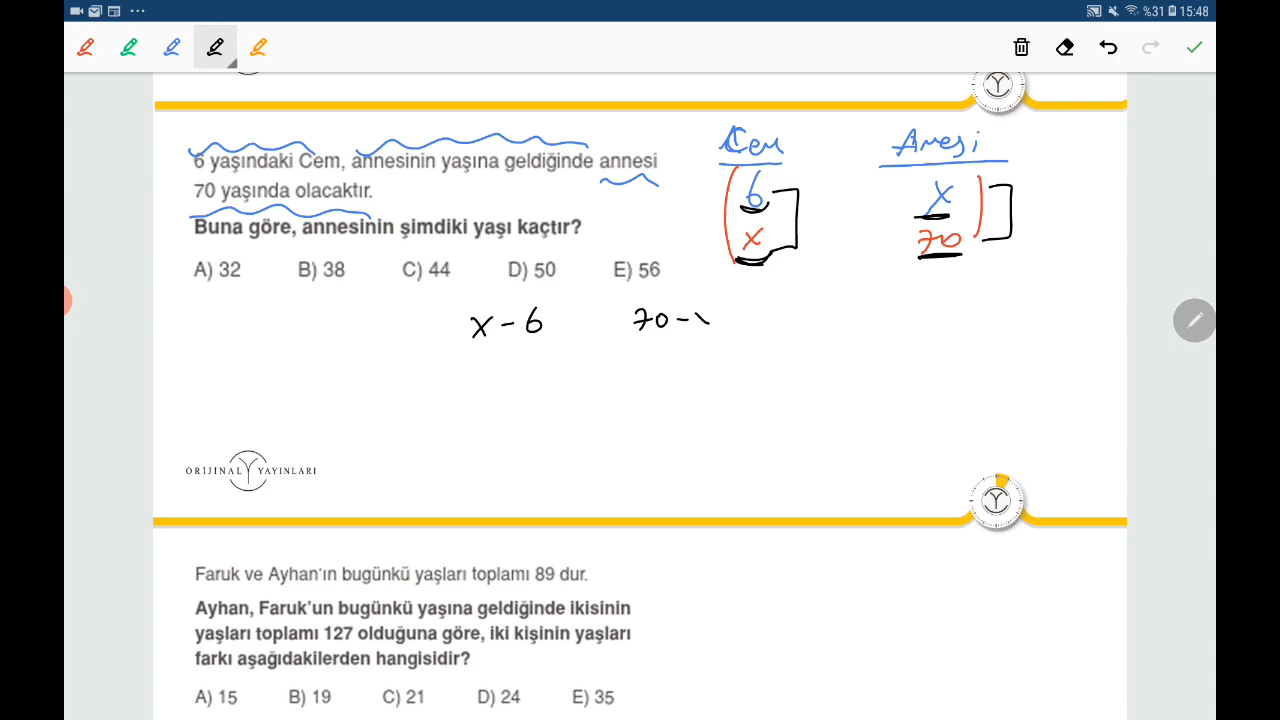 %31 15:48
6 yaşındaki Cem, annesinin yaşına geldiğinde annesi
70 yaşında olacaktır.
Buna göre, annesinin şimdiki yaşı kaçtır?
A) 32 B) 38 C) 44 D) 50 E) 56
Cem Annesi
6 x
x 70
x - 6 70 -
ORIJINAL YAYINLARI
Faruk ve Ayhan'ın bugünkü yaşları toplamı 89 dur.
Ayhan, Faruk'un bugünkü yaşına geldiğinde ikisinin
yaşları toplamı 127 olduğuna göre, iki kişinin yaşları
farkı aşağıdakilerden hangisidir?
A) 15 B) 19 C) 21 D) 24 E) 35